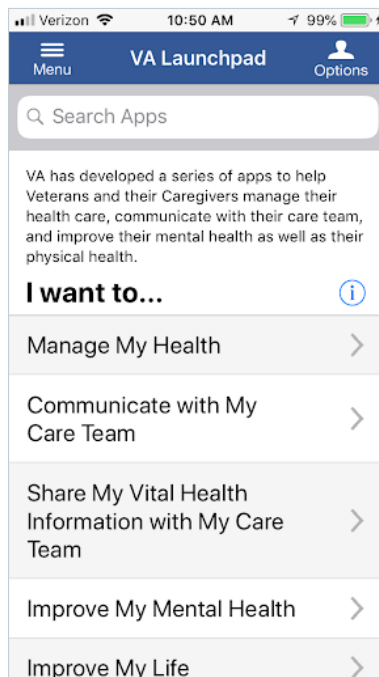 Verizon 10:50 AM 99%
Menu VA Launchpad Options
Search Apps
VA has developed a series of apps to help
Veterans and their Caregivers manage their
health care, communicate with their care team,
and improve their mental health as well as their
physical health.
I want to...
Manage My Health
Communicate with My
Care Team
Share My Vital Health
Information with My Care
Team
Improve My Mental Health
Improve My Life